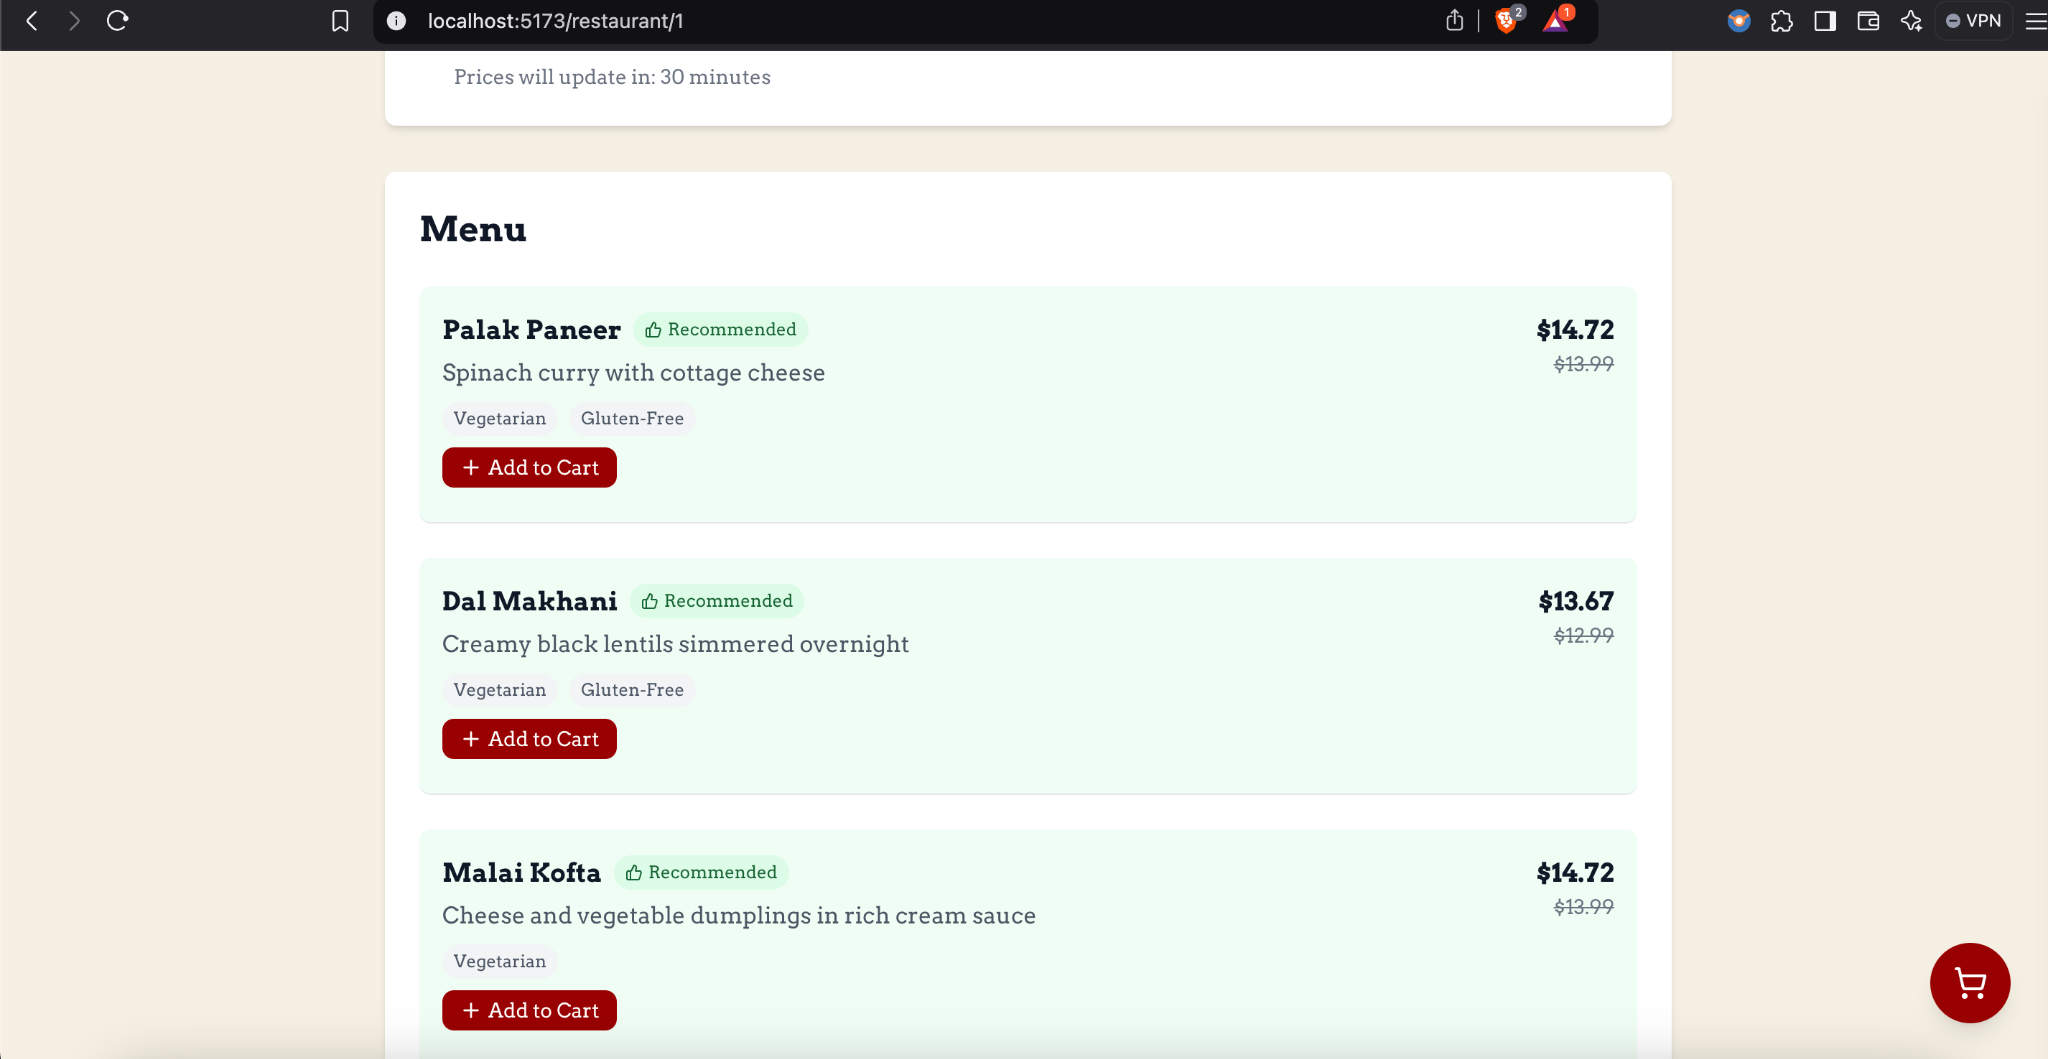 localhost:5173/restaurant/1
2
1
VPN
Prices will update in: 30 minutes
Menu
Palak Paneer
Recommended
$14.72
$13.99
Spinach curry with cottage cheese
Vegetarian
Gluten-Free
+ Add to Cart
Dal Makhani
Recommended
$13.67
$12.99
Creamy black lentils simmered overnight
Vegetarian
Gluten-Free
+ Add to Cart
Malai Kofta
Recommended
$14.72
$13.99
Cheese and vegetable dumplings in rich cream sauce
Vegetarian
+ Add to Cart